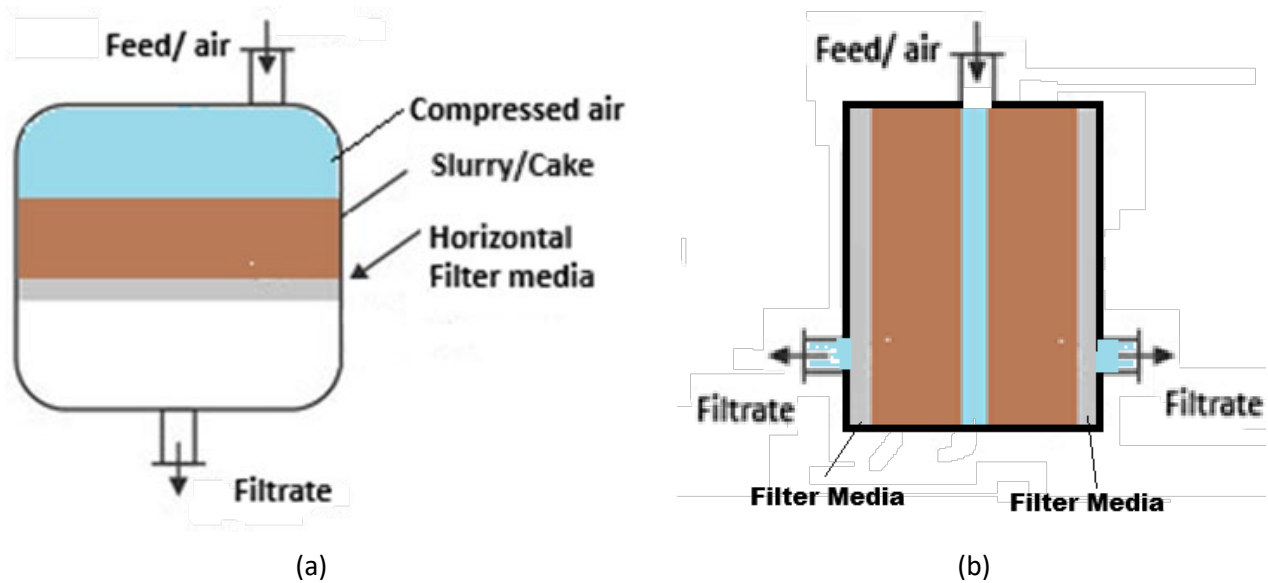 Feed/ air
Compressed air
Slurry/Cake
Horizontal
Filter media
Filtrate
(a)
Feed/ air
Filtrate
Filtrate
Filter Media
Filter Media
(b)